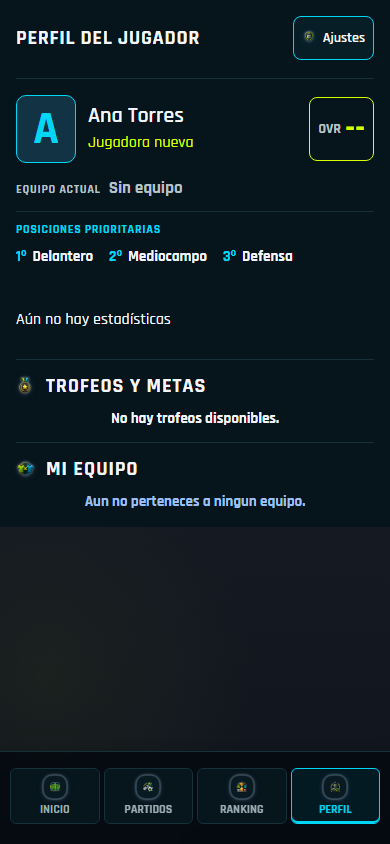 PERFIL DEL JUGADOR
Ajustes
A
Ana Torres
Jugadora nueva
OVR --
EQUIPO ACTUAL Sin equipo
POSICIONES PRIORITARIAS
1º Delantero 2º Mediocampo 3º Defensa
Aún no hay estadísticas
TROFEOS Y METAS
No hay trofeos disponibles.
MI EQUIPO
Aun no perteneces a ningun equipo.
INICIO PARTIDOS RANKING PERFIL